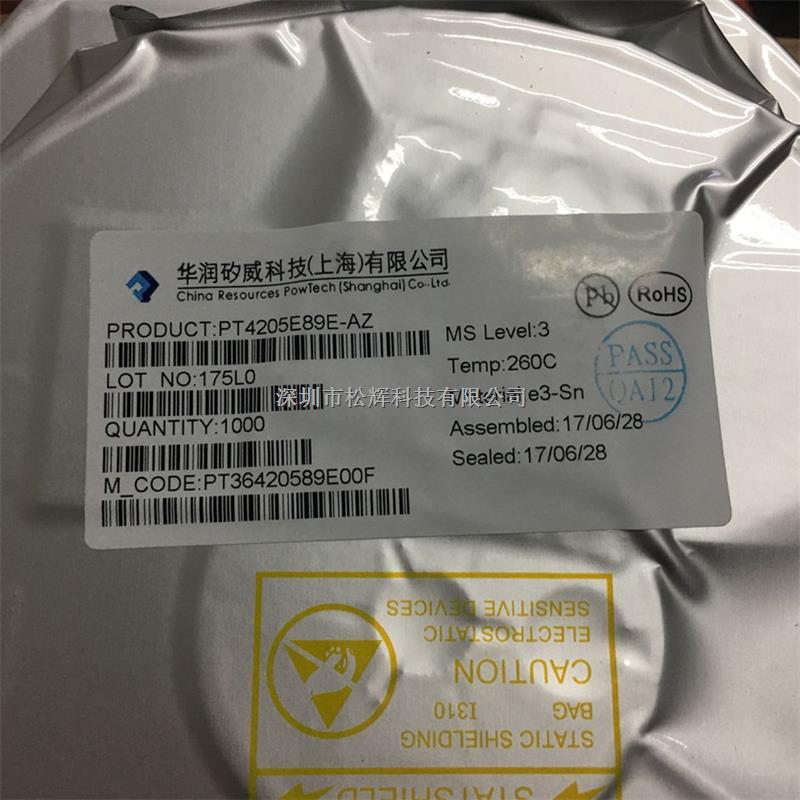 华润矽威科技(上海)有限公司
China Resources PowTech (Shanghai) Co., Ltd.
Pb
RoHS
PRODUCT:PT4205E89E-AZ
LOT NO:175L0
QUANTITY:1000
M_CODE:PT36420589E00F
MS Level:3
Temp:260C
e3-Sn
Assembled:17/06/28
Sealed:17/06/28
PASS
QA12
深圳市松辉科技有限公司
STATSHIELD
STATIC SHIELDING
BAG 1310
CAUTION
ELECTROSTATIC
SENSITIVE DEVICES